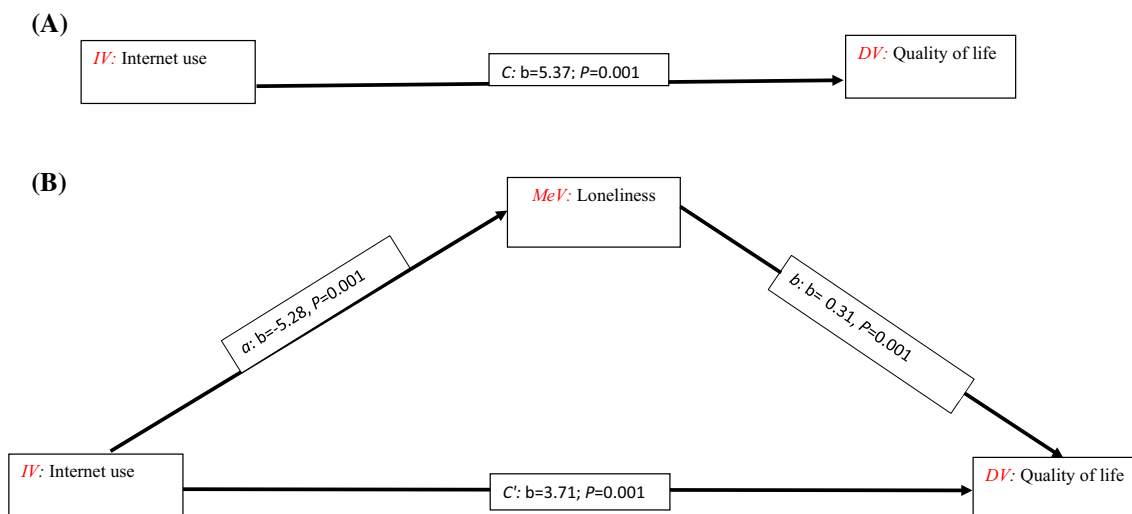 (A)
IV: Internet use
C: b=5.37; P=0.001
DV: Quality of life
(B)
MeV: Loneliness
a: b=-5.28, P=0.001
b: b= 0.31, P=0.001
IV: Internet use
C': b=3.71; P=0.001
DV: Quality of life